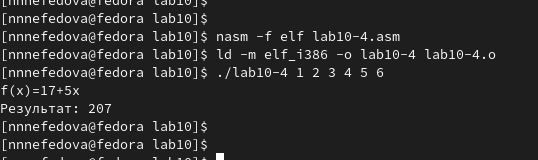 [nnnefedova@fedora lab10]$
[nnnefedova@fedora lab10]$
[nnnefedova@fedora lab10]$ nasm -f elf lab10-4.asm
[nnnefedova@fedora lab10]$ ld -m elf_i386 -o lab10-4 lab10-4.o
[nnnefedova@fedora lab10]$ ./lab10-4 1 2 3 4 5 6
f(x)=17+5x
Результат: 207
[nnnefedova@fedora lab10]$
[nnnefedova@fedora lab10]$
[nnnefedova@fedora lab10]$